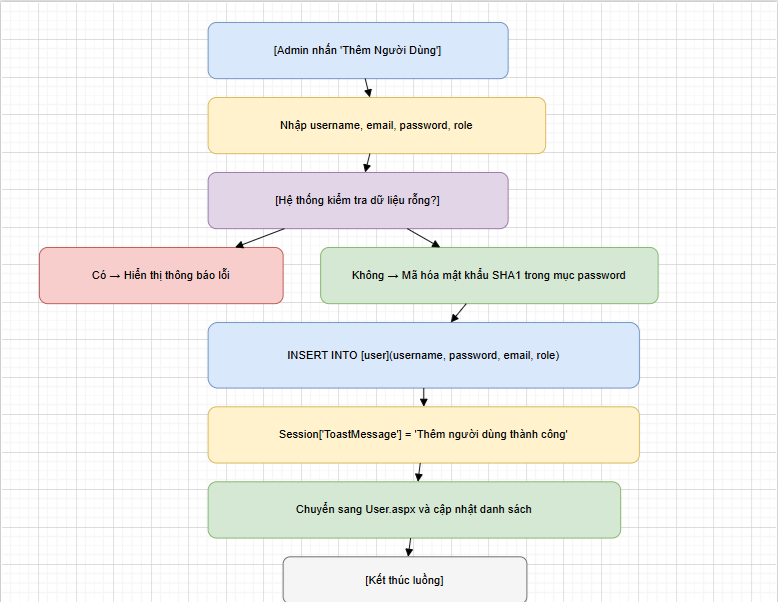 [Admin nhấn 'Thêm Người Dùng']
Nhập username, email, password, role
[Hệ thống kiểm tra dữ liệu rỗng?]
Có → Hiển thị thông báo lỗi
Không → Mã hóa mật khẩu SHA1 trong mục password
INSERT INTO [user](username, password, email, role)
Session['ToastMessage'] = 'Thêm người dùng thành công'
Chuyển sang User.aspx và cập nhật danh sách
[Kết thúc luồng]